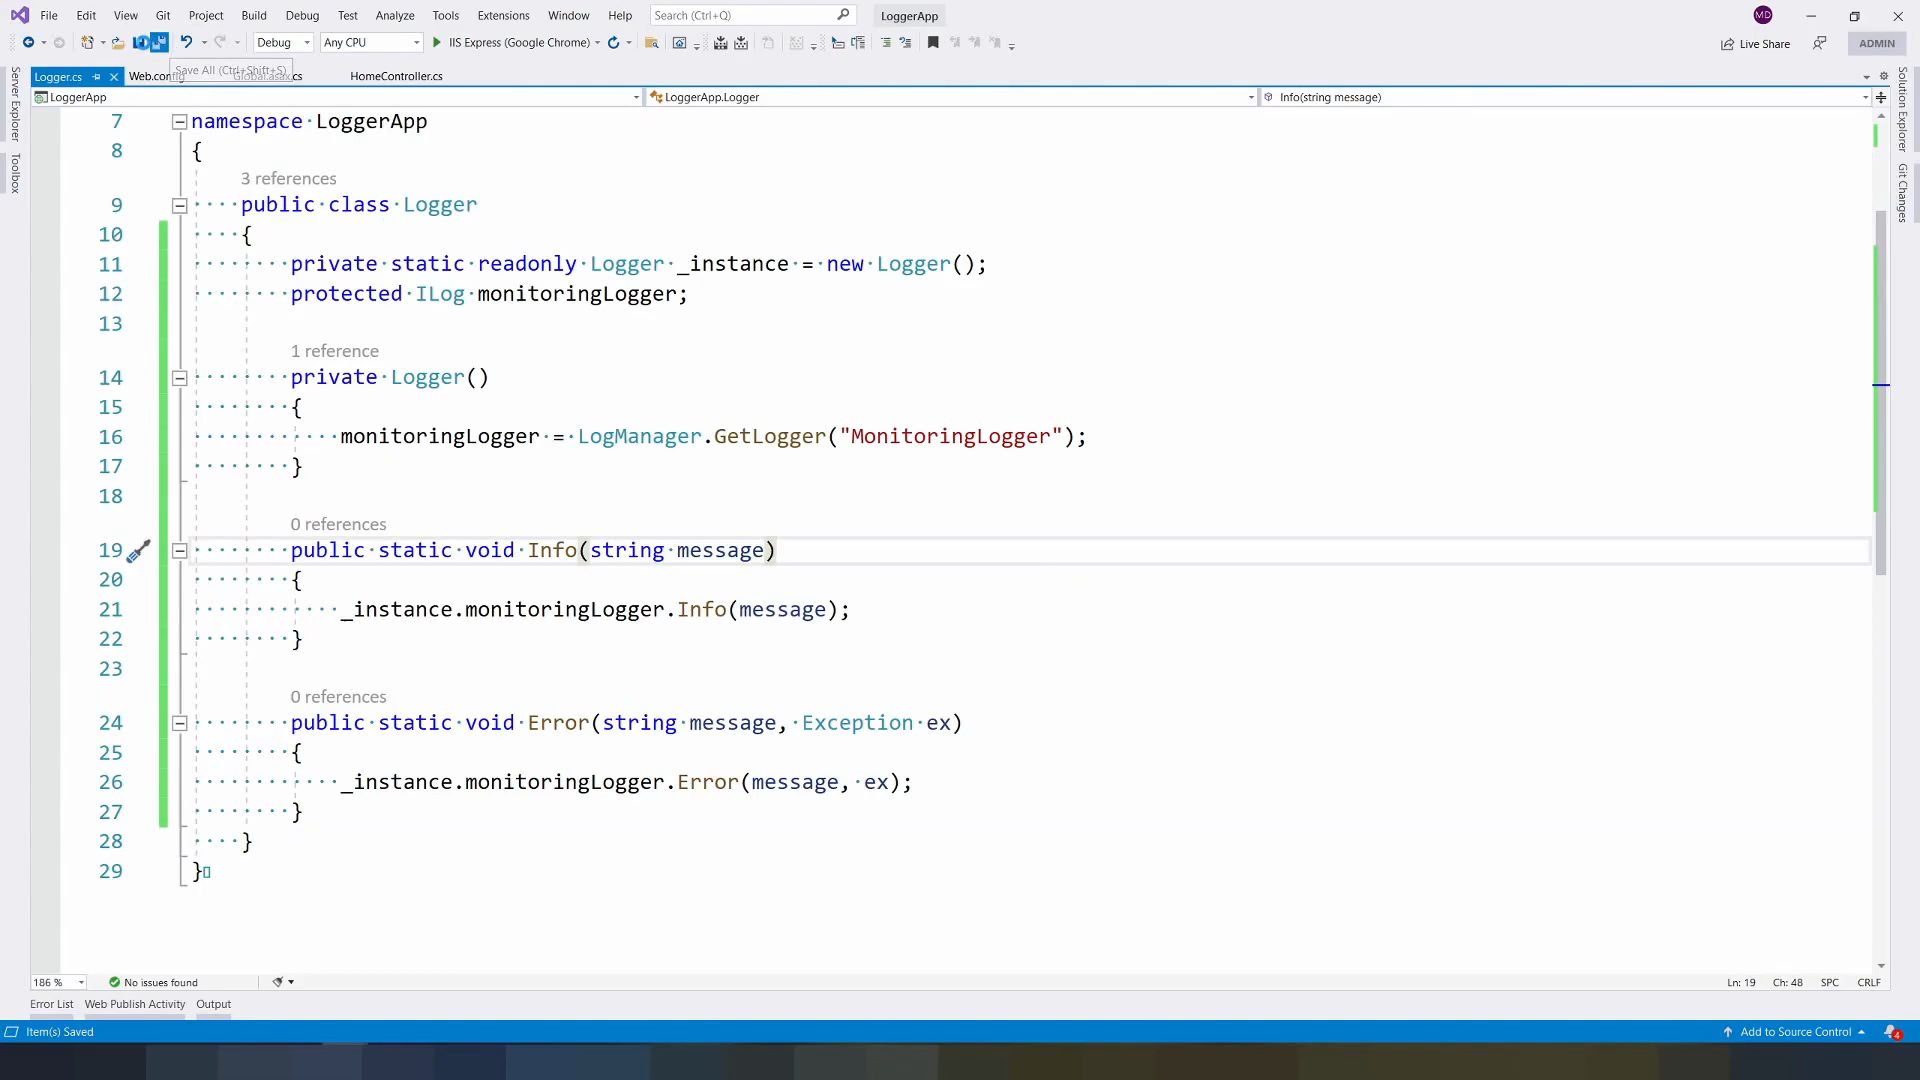 File Edit View Git Project Build Debug Test Analyze Tools Extensions Window Help Search (Ctrl+Q) LoggerApp MD
Debug Any CPU IIS Express (Google Chrome) Live Share ADMIN
Save All (Ctrl+Shift+S)
Logger.cs Web.config Global.asax.cs HomeController.cs
LoggerApp LoggerApp.Logger Info(string message)
Server Explorer
Toolbox
Solution Explorer
Git Changes
7 namespace LoggerApp
8 {
3 references
9 public class Logger
10 {
11 private static readonly Logger _instance = new Logger();
12 protected ILog monitoringLogger;
13
1 reference
14 private Logger()
15 {
16 monitoringLogger = LogManager.GetLogger("MonitoringLogger");
17 }
18
0 references
19 public static void Info(string message)
20 {
21 _instance.monitoringLogger.Info(message);
22 }
23
0 references
24 public static void Error(string message, Exception ex)
25 {
26 _instance.monitoringLogger.Error(message, ex);
27 }
28 }
29 }
186 % No issues found Ln: 19 Ch: 48 SPC CRLF
Error List Web Publish Activity Output
Item(s) Saved Add to Source Control 4